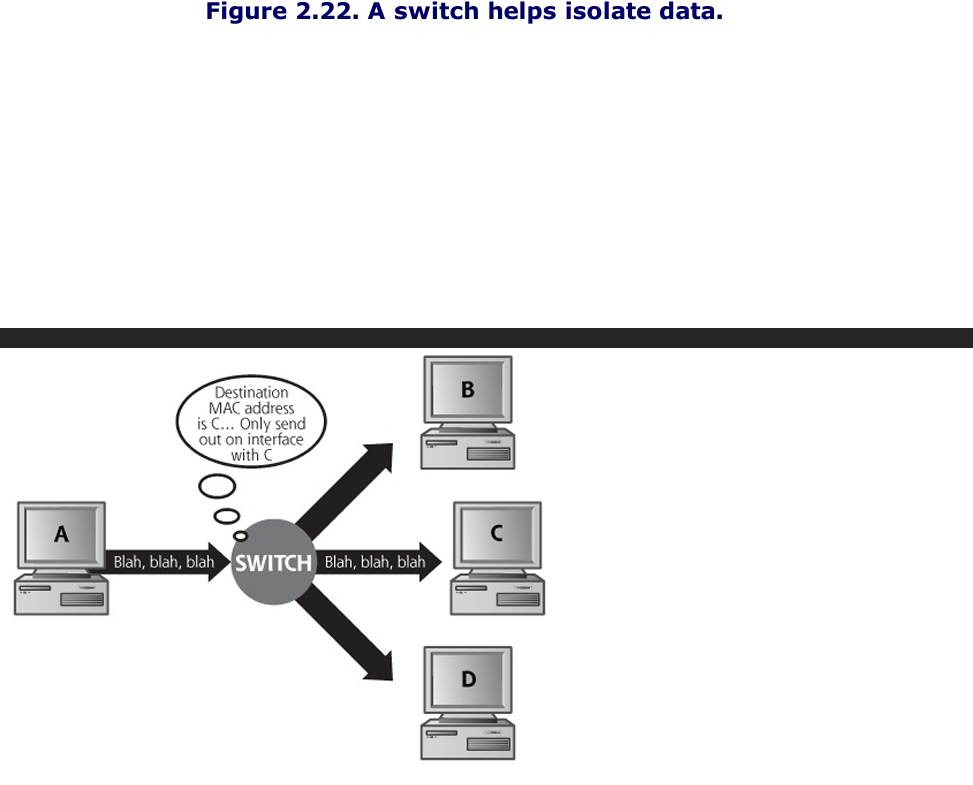 Figure 2.22. A switch helps isolate data.
Destination
MAC address
is C... Only send
out on interface
with C
B
A
Blah, blah, blah
SWITCH
Blah, blah, blah
C
D